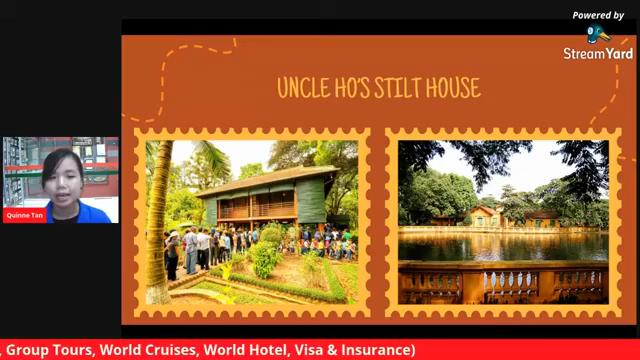 Powered by
StreamYard
UNCLE HO'S STILT HOUSE
Quinne Tan
, Group Tours, World Cruises, World Hotel, Visa & Insurance)